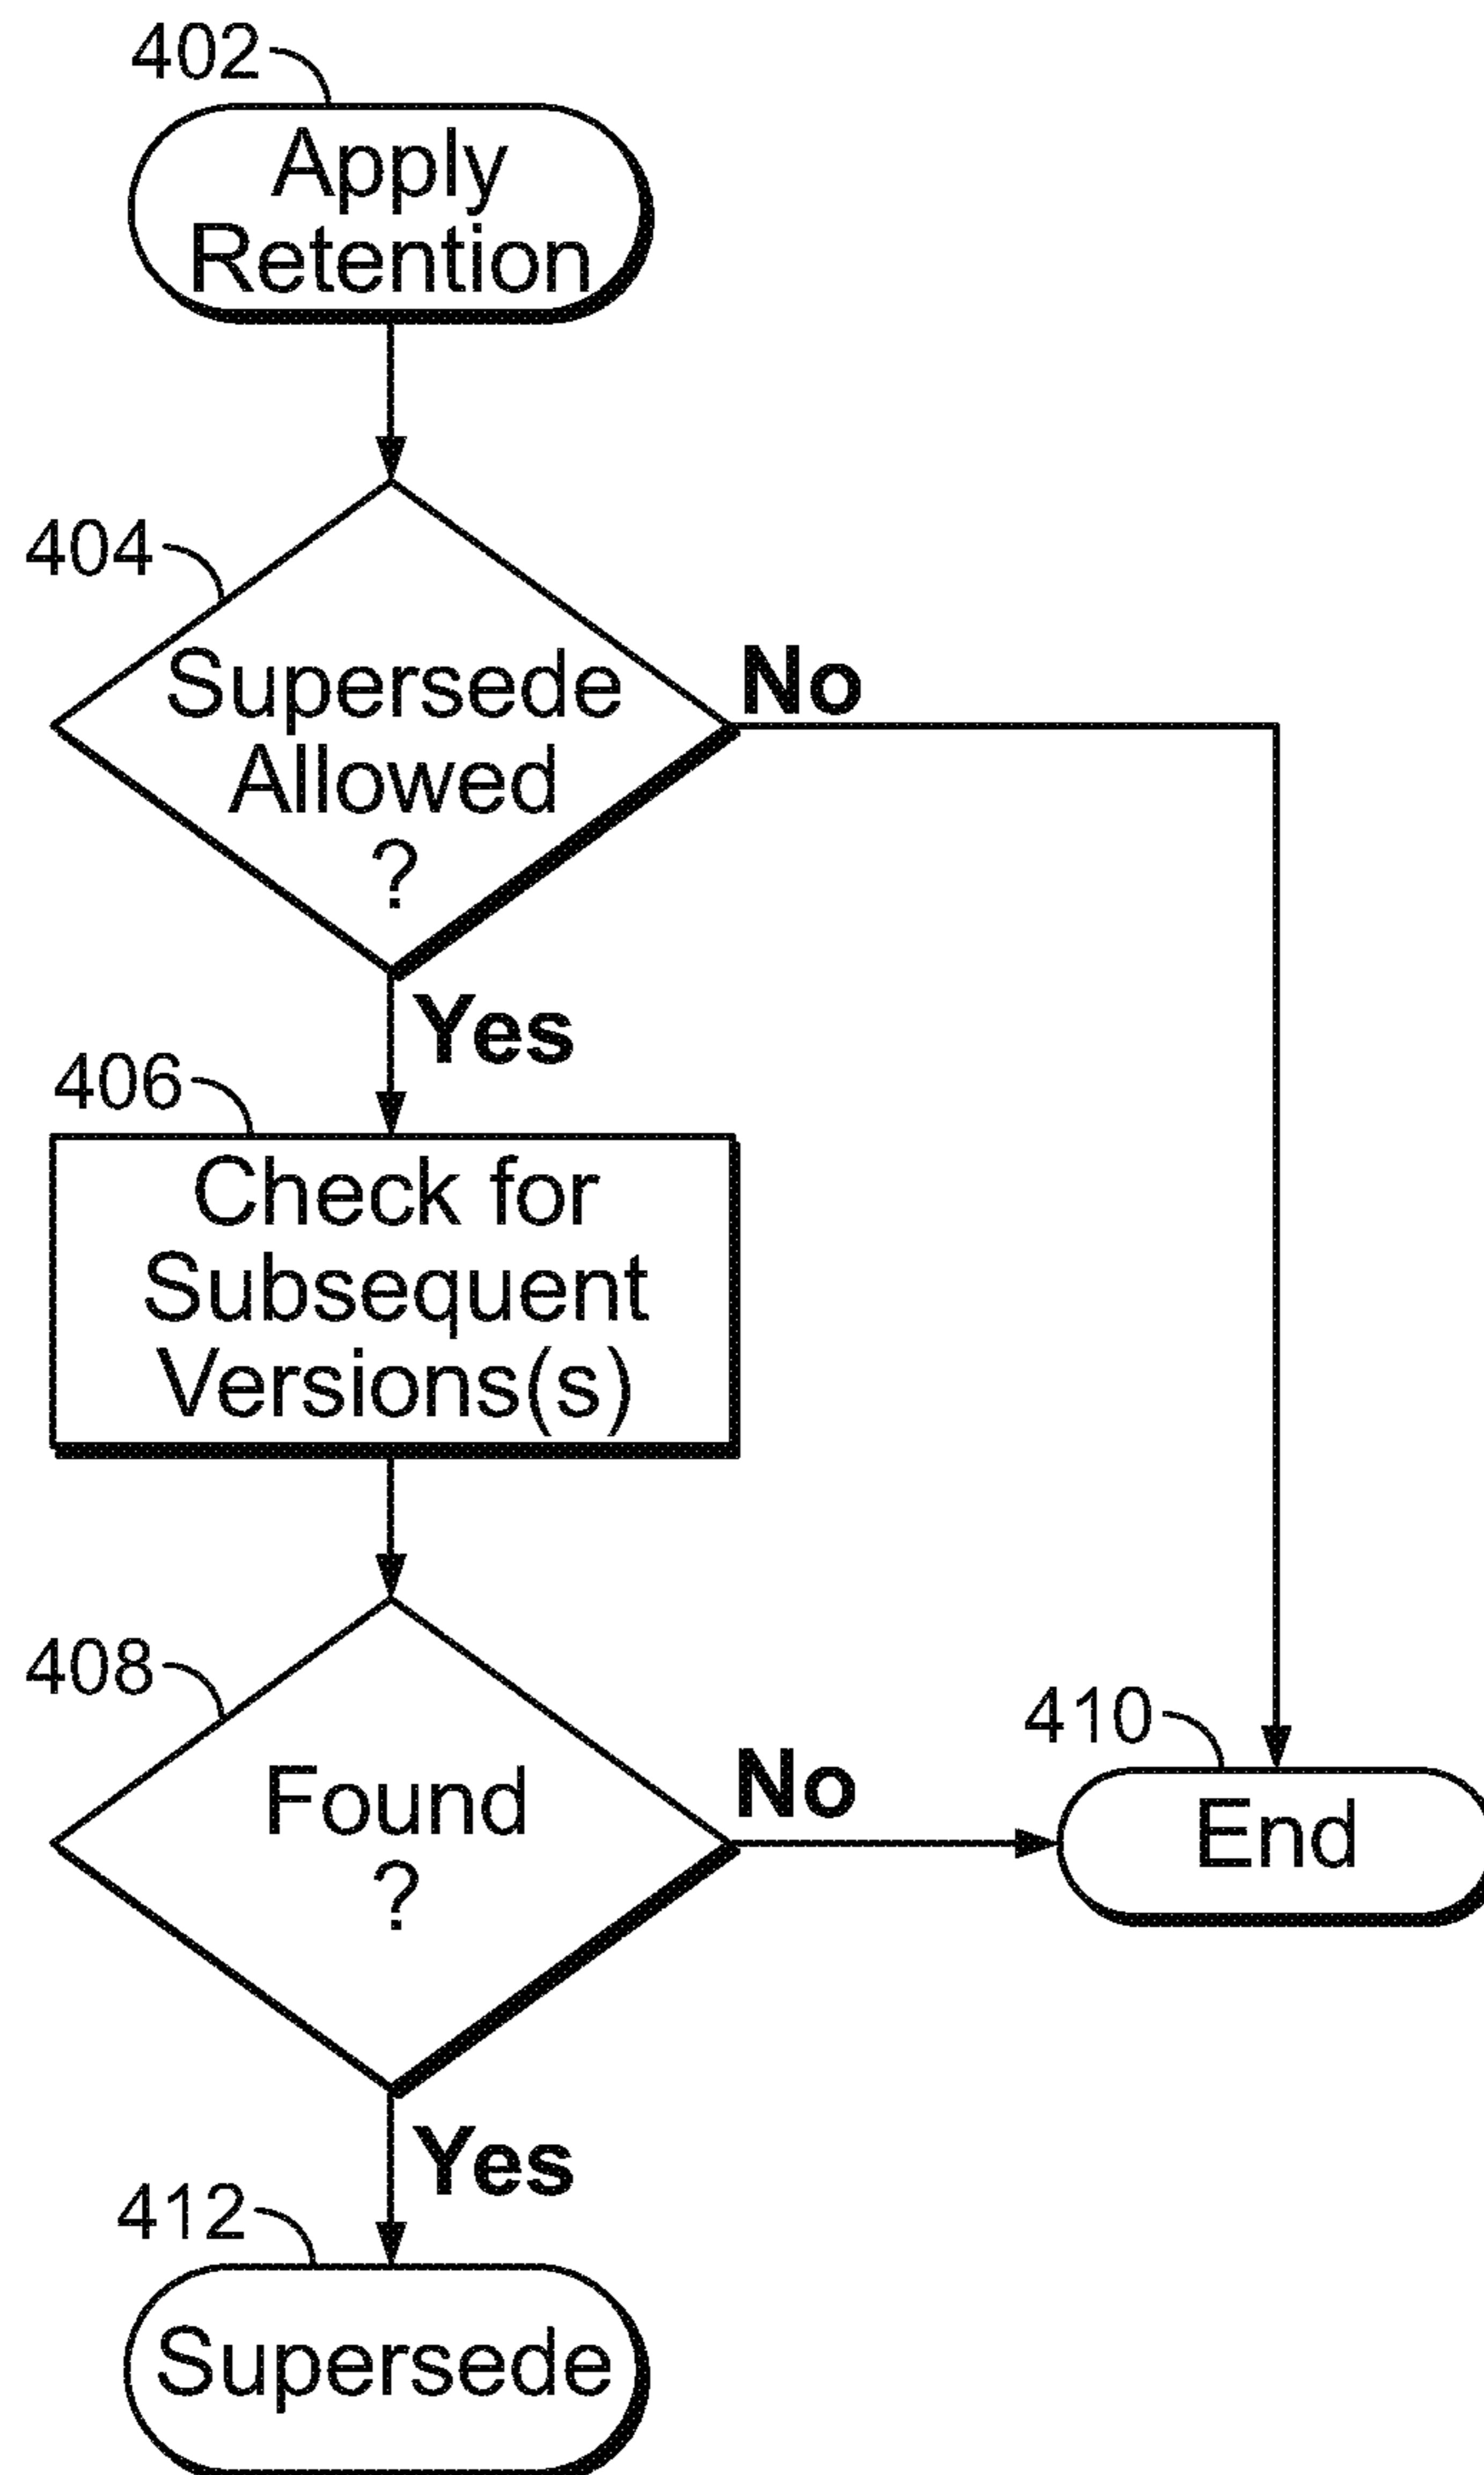 402
Apply
Retention
404
Supersede
Allowed
?
No
Yes
406
Check for
Subsequent
Versions(s)
408
Found
?
No
410
End
Yes
412
Supersede